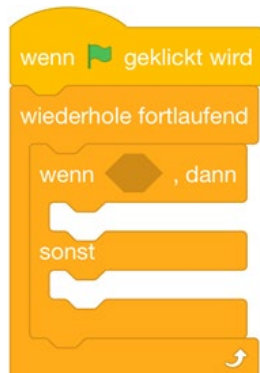 wenn geklickt wird
wiederhole fortlaufend
wenn , dann
sonst